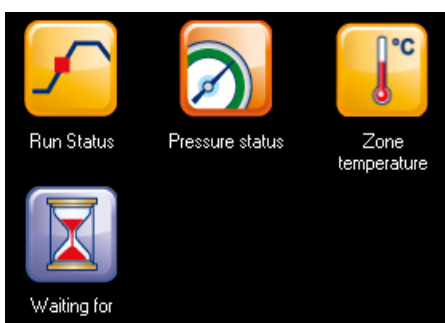 °C
Run Status
Pressure status
Zone
temperature
Waiting for